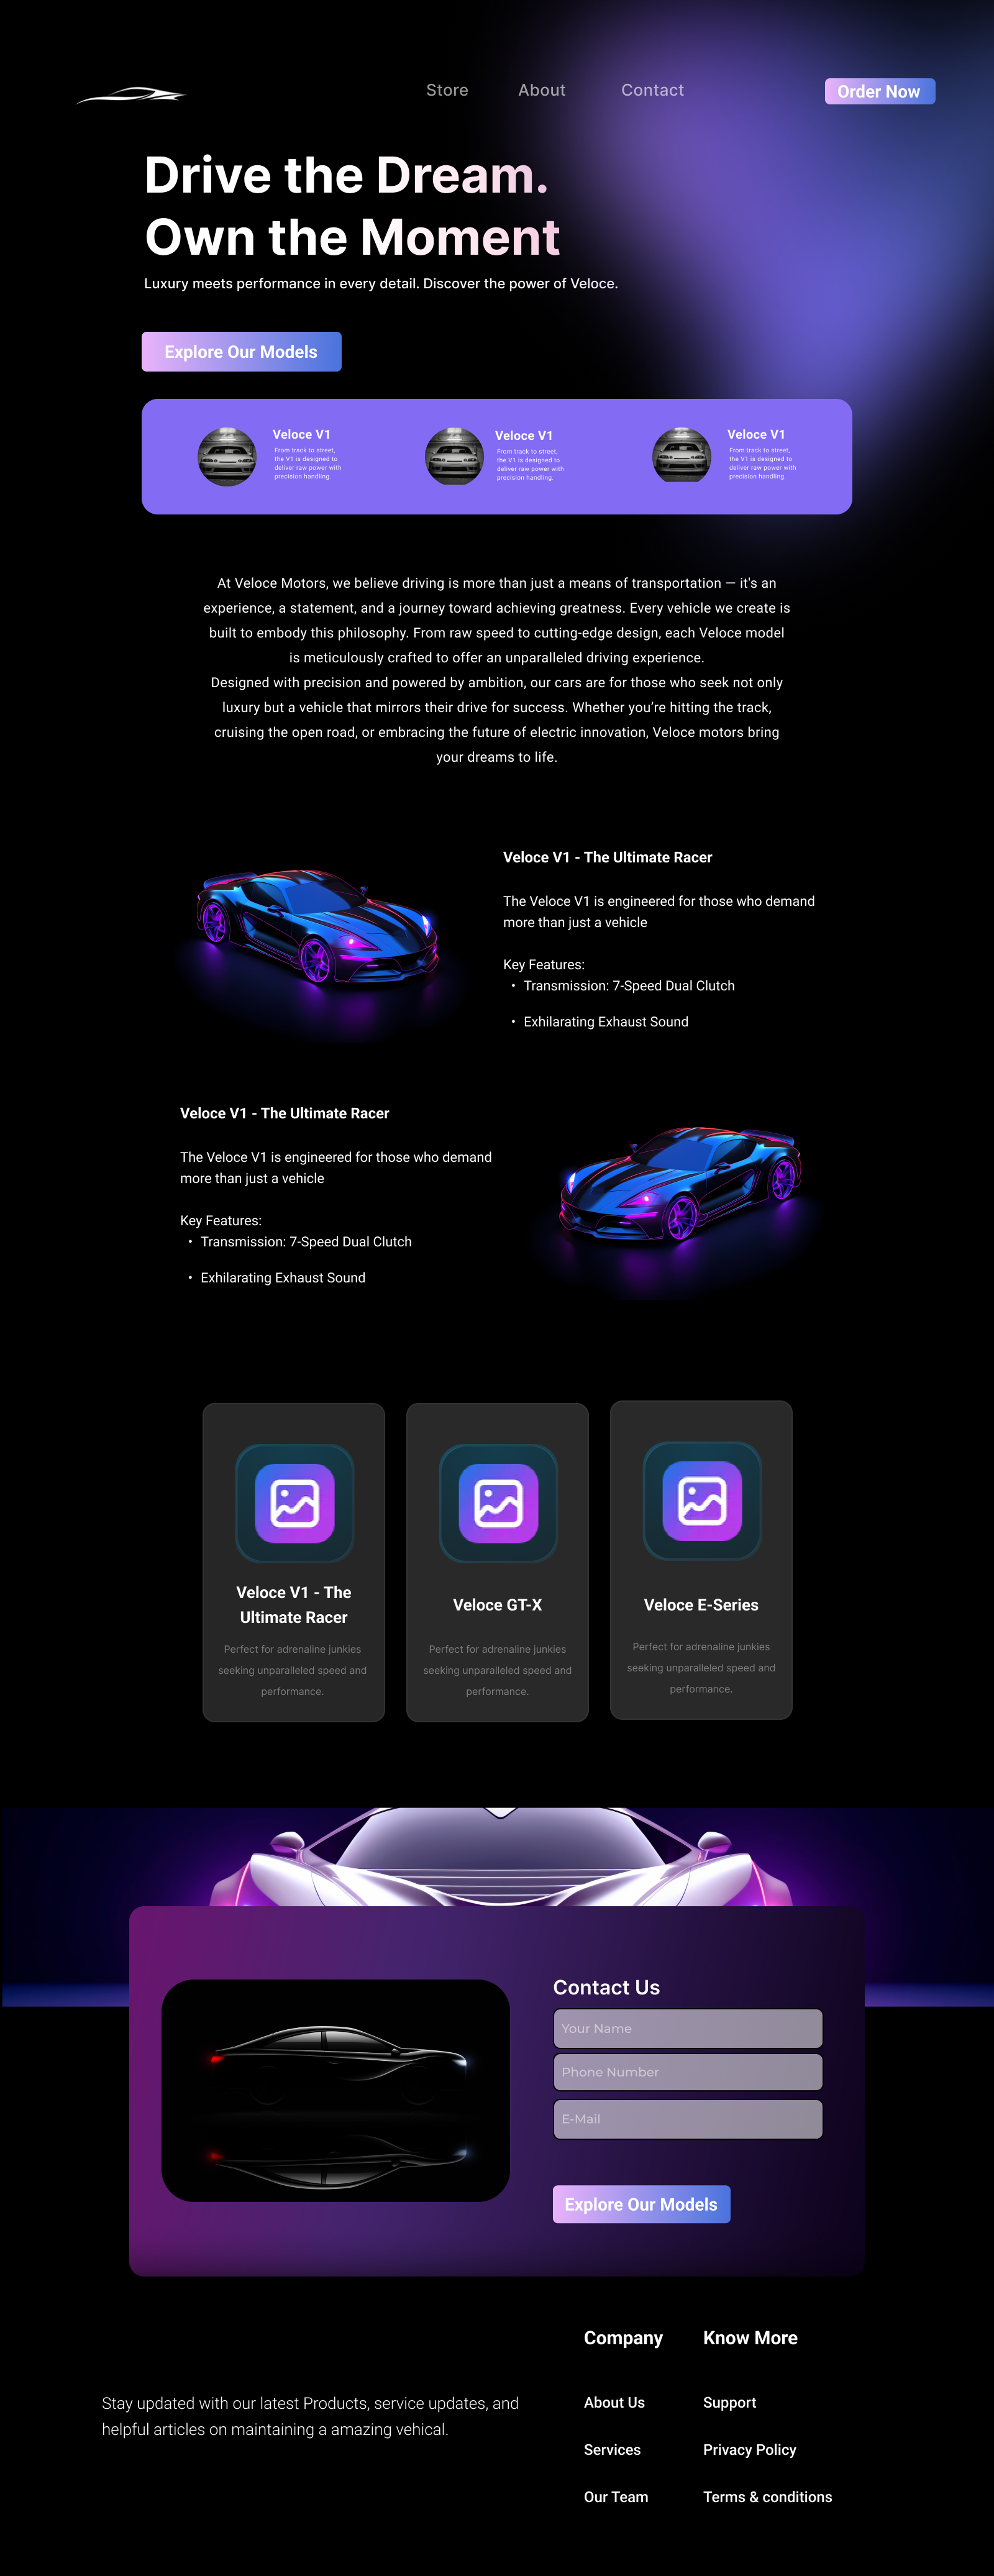 Store About Contact Order Now
Drive the Dream.
Own the Moment
Luxury meets performance in every detail. Discover the power of Veloce.
Explore Our Models
Veloce V1
From track to street,
the V1 is designed to
deliver raw power with
precision handling.
Veloce V1
From track to street,
the V1 is designed to
deliver raw power with
precision handling.
Veloce V1
From track to street,
the V1 is designed to
deliver raw power with
precision handling.
At Veloce Motors, we believe driving is more than just a means of transportation — it's an
experience, a statement, and a journey toward achieving greatness. Every vehicle we create is
built to embody this philosophy. From raw speed to cutting-edge design, each Veloce model
is meticulously crafted to offer an unparalleled driving experience.
Designed with precision and powered by ambition, our cars are for those who seek not only
luxury but a vehicle that mirrors their drive for success. Whether you're hitting the track,
cruising the open road, or embracing the future of electric innovation, Veloce motors bring
your dreams to life.
Veloce V1 - The Ultimate Racer
The Veloce V1 is engineered for those who demand
more than just a vehicle
Key Features:
• Transmission: 7-Speed Dual Clutch
• Exhilarating Exhaust Sound
Veloce V1 - The Ultimate Racer
The Veloce V1 is engineered for those who demand
more than just a vehicle
Key Features:
• Transmission: 7-Speed Dual Clutch
• Exhilarating Exhaust Sound
Veloce V1 - The
Ultimate Racer
Perfect for adrenaline junkies
seeking unparalleled speed and
performance.
Veloce GT-X
Perfect for adrenaline junkies
seeking unparalleled speed and
performance.
Veloce E-Series
Perfect for adrenaline junkies
seeking unparalleled speed and
performance.
Contact Us
Your Name
Phone Number
E-Mail
Explore Our Models
Stay updated with our latest Products, service updates, and
helpful articles on maintaining a amazing vehical.
Company
About Us
Services
Our Team
Know More
Support
Privacy Policy
Terms & conditions